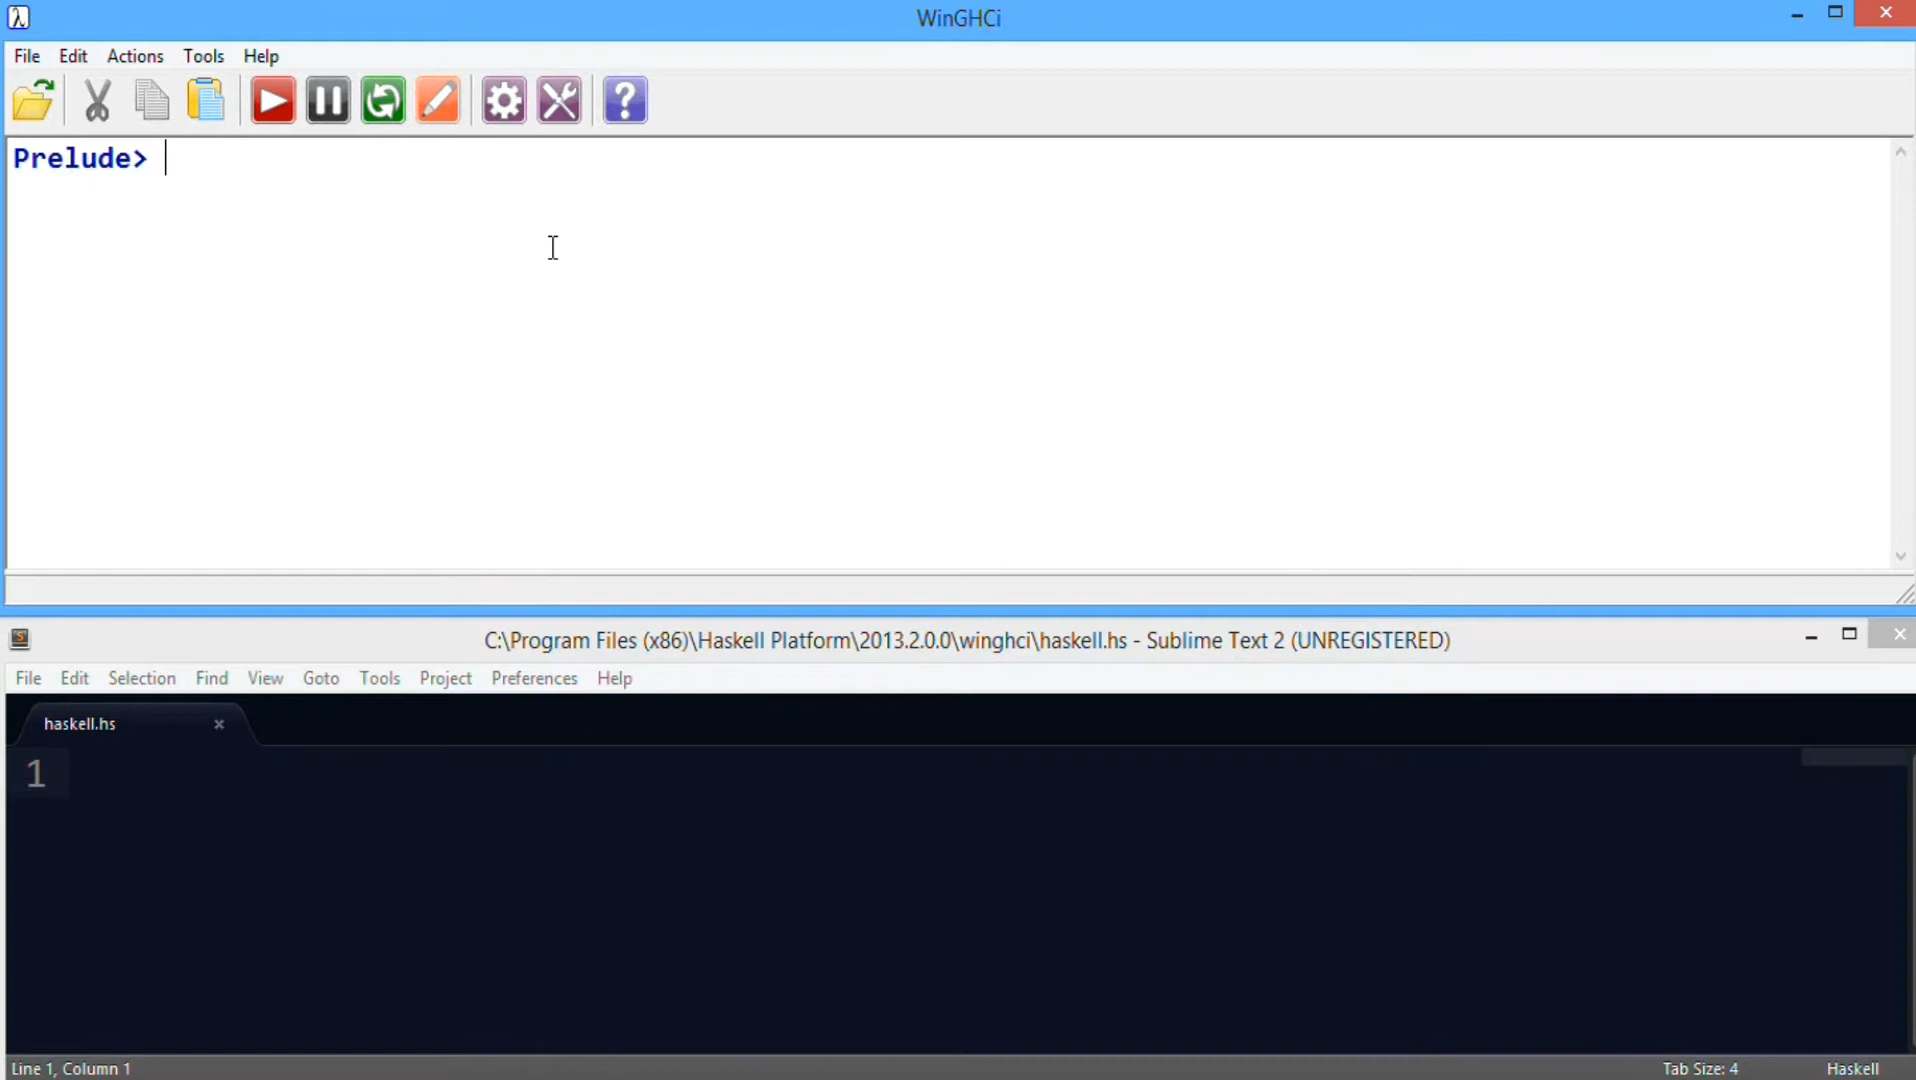 WinGHCi
File Edit Actions Tools Help
Prelude>
C:\Program Files (x86)\Haskell Platform\2013.2.0.0\winghci\haskell.hs - Sublime Text 2 (UNREGISTERED)
File Edit Selection Find View Goto Tools Project Preferences Help
haskell.hs
1
Line 1, Column 1 Tab Size: 4 Haskell